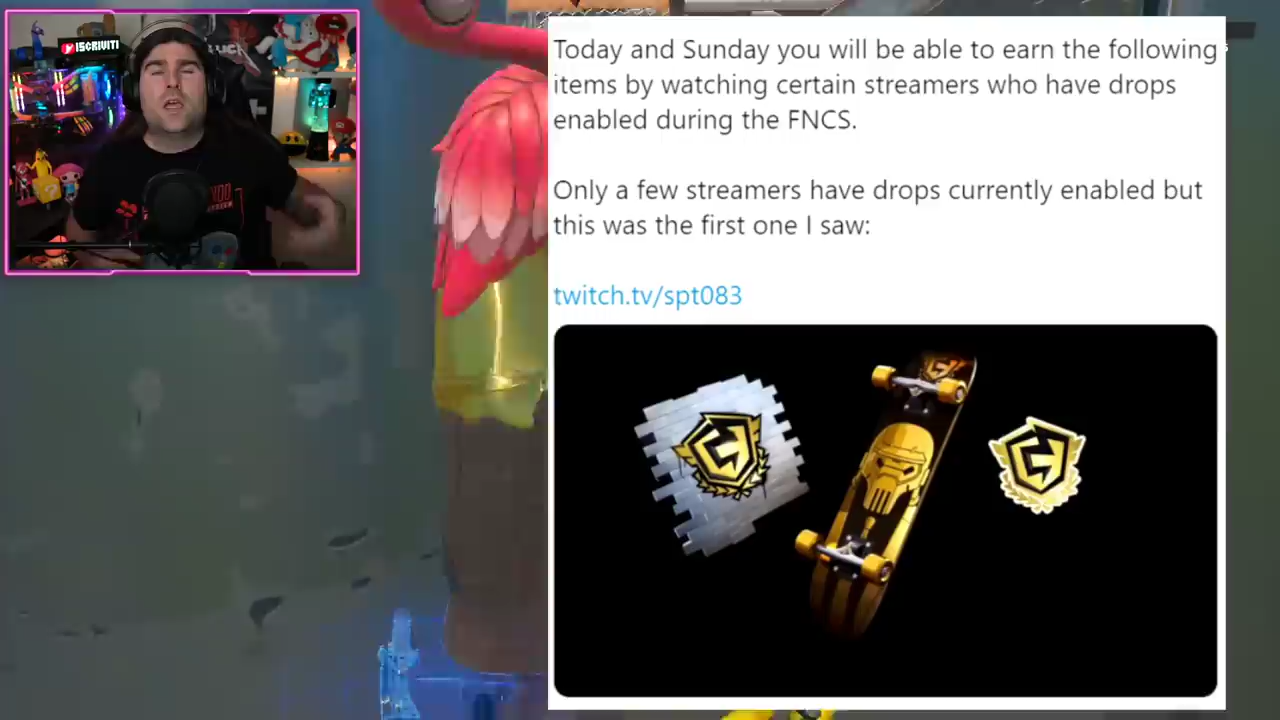 ISCRIVITI
Today and Sunday you will be able to earn the following
items by watching certain streamers who have drops
enabled during the FNCS.
Only a few streamers have drops currently enabled but
this was the first one I saw:
twitch.tv/spt083